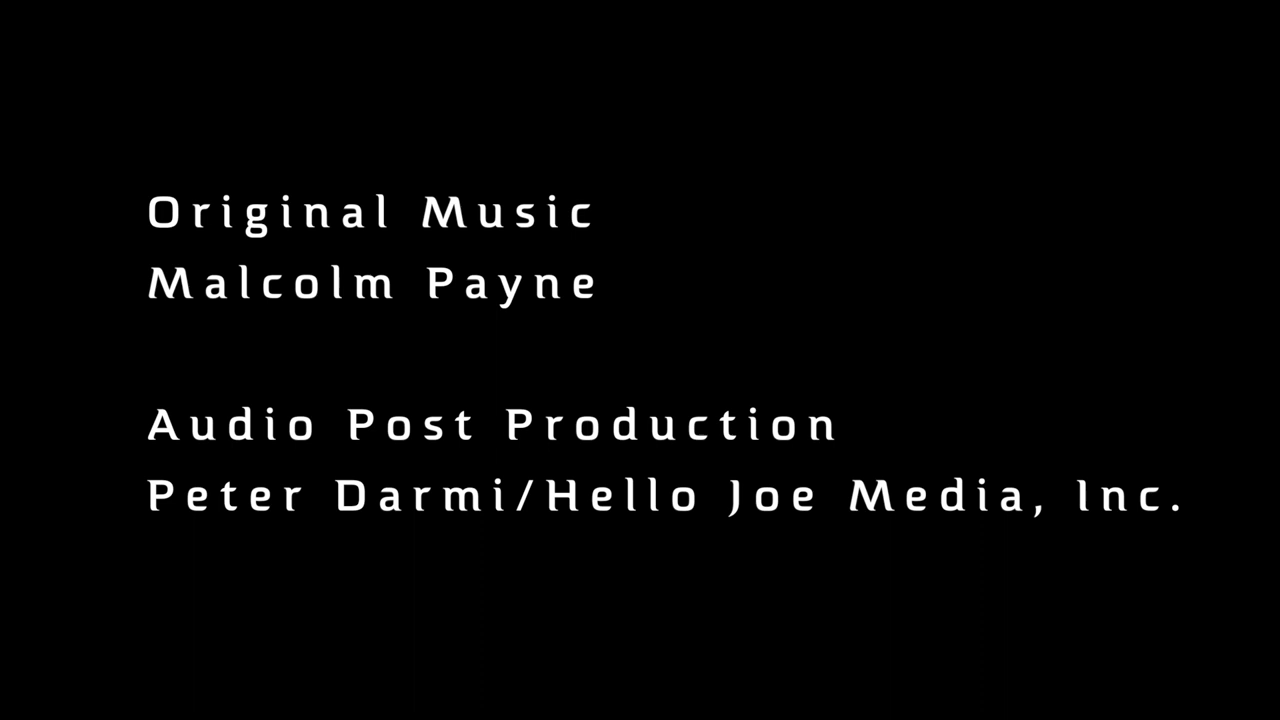 Original Music
Malcolm Payne
Audio Post Production
Peter Darmi/Hello Joe Media, Inc.